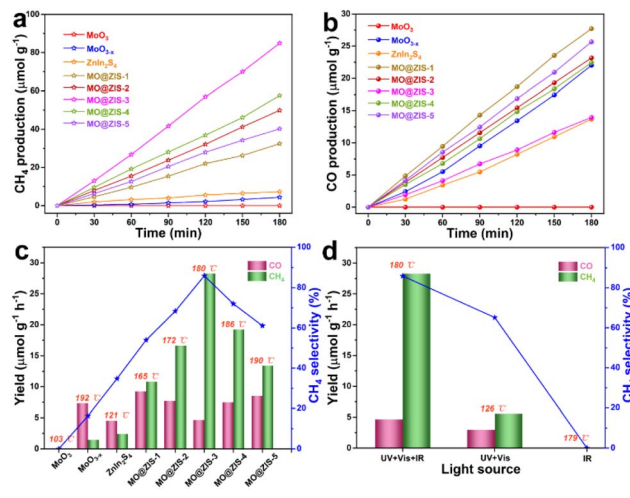 a
CH₄ production (μmol g⁻¹)
100
80
60
40
20
0
MoO₃
MoO₃₋ₓ
ZnIn₂S₄
MO@ZIS-1
MO@ZIS-2
MO@ZIS-3
MO@ZIS-4
MO@ZIS-5
0 30 60 90 120 150 180
Time (min)
b
CO production (μmol g⁻¹)
30
25
20
15
10
5
0
MoO₃
MoO₃₋ₓ
ZnIn₂S₄
MO@ZIS-1
MO@ZIS-2
MO@ZIS-3
MO@ZIS-4
MO@ZIS-5
0 30 60 90 120 150 180
Time (min)
c
Yield (μmol g⁻¹ h⁻¹)
30
25
20
15
10
5
0
CO
CH₄
103 ℃
192 ℃
121 ℃
165 ℃
172 ℃
180 ℃
186 ℃
190 ℃
MoO₃
MoO₃₋ₓ
ZnIn₂S₄
MO@ZIS-1
MO@ZIS-2
MO@ZIS-3
MO@ZIS-4
MO@ZIS-5
100
80
60
40
20
0
CH₄ selectivity (%)
d
Yield (μmol g⁻¹ h⁻¹)
30
25
20
15
10
5
0
CO
CH₄
180 ℃
126 ℃
179 ℃
UV+Vis+IR UV+Vis IR
Light source
100
80
60
40
20
0
CH₄ selectivity (%)